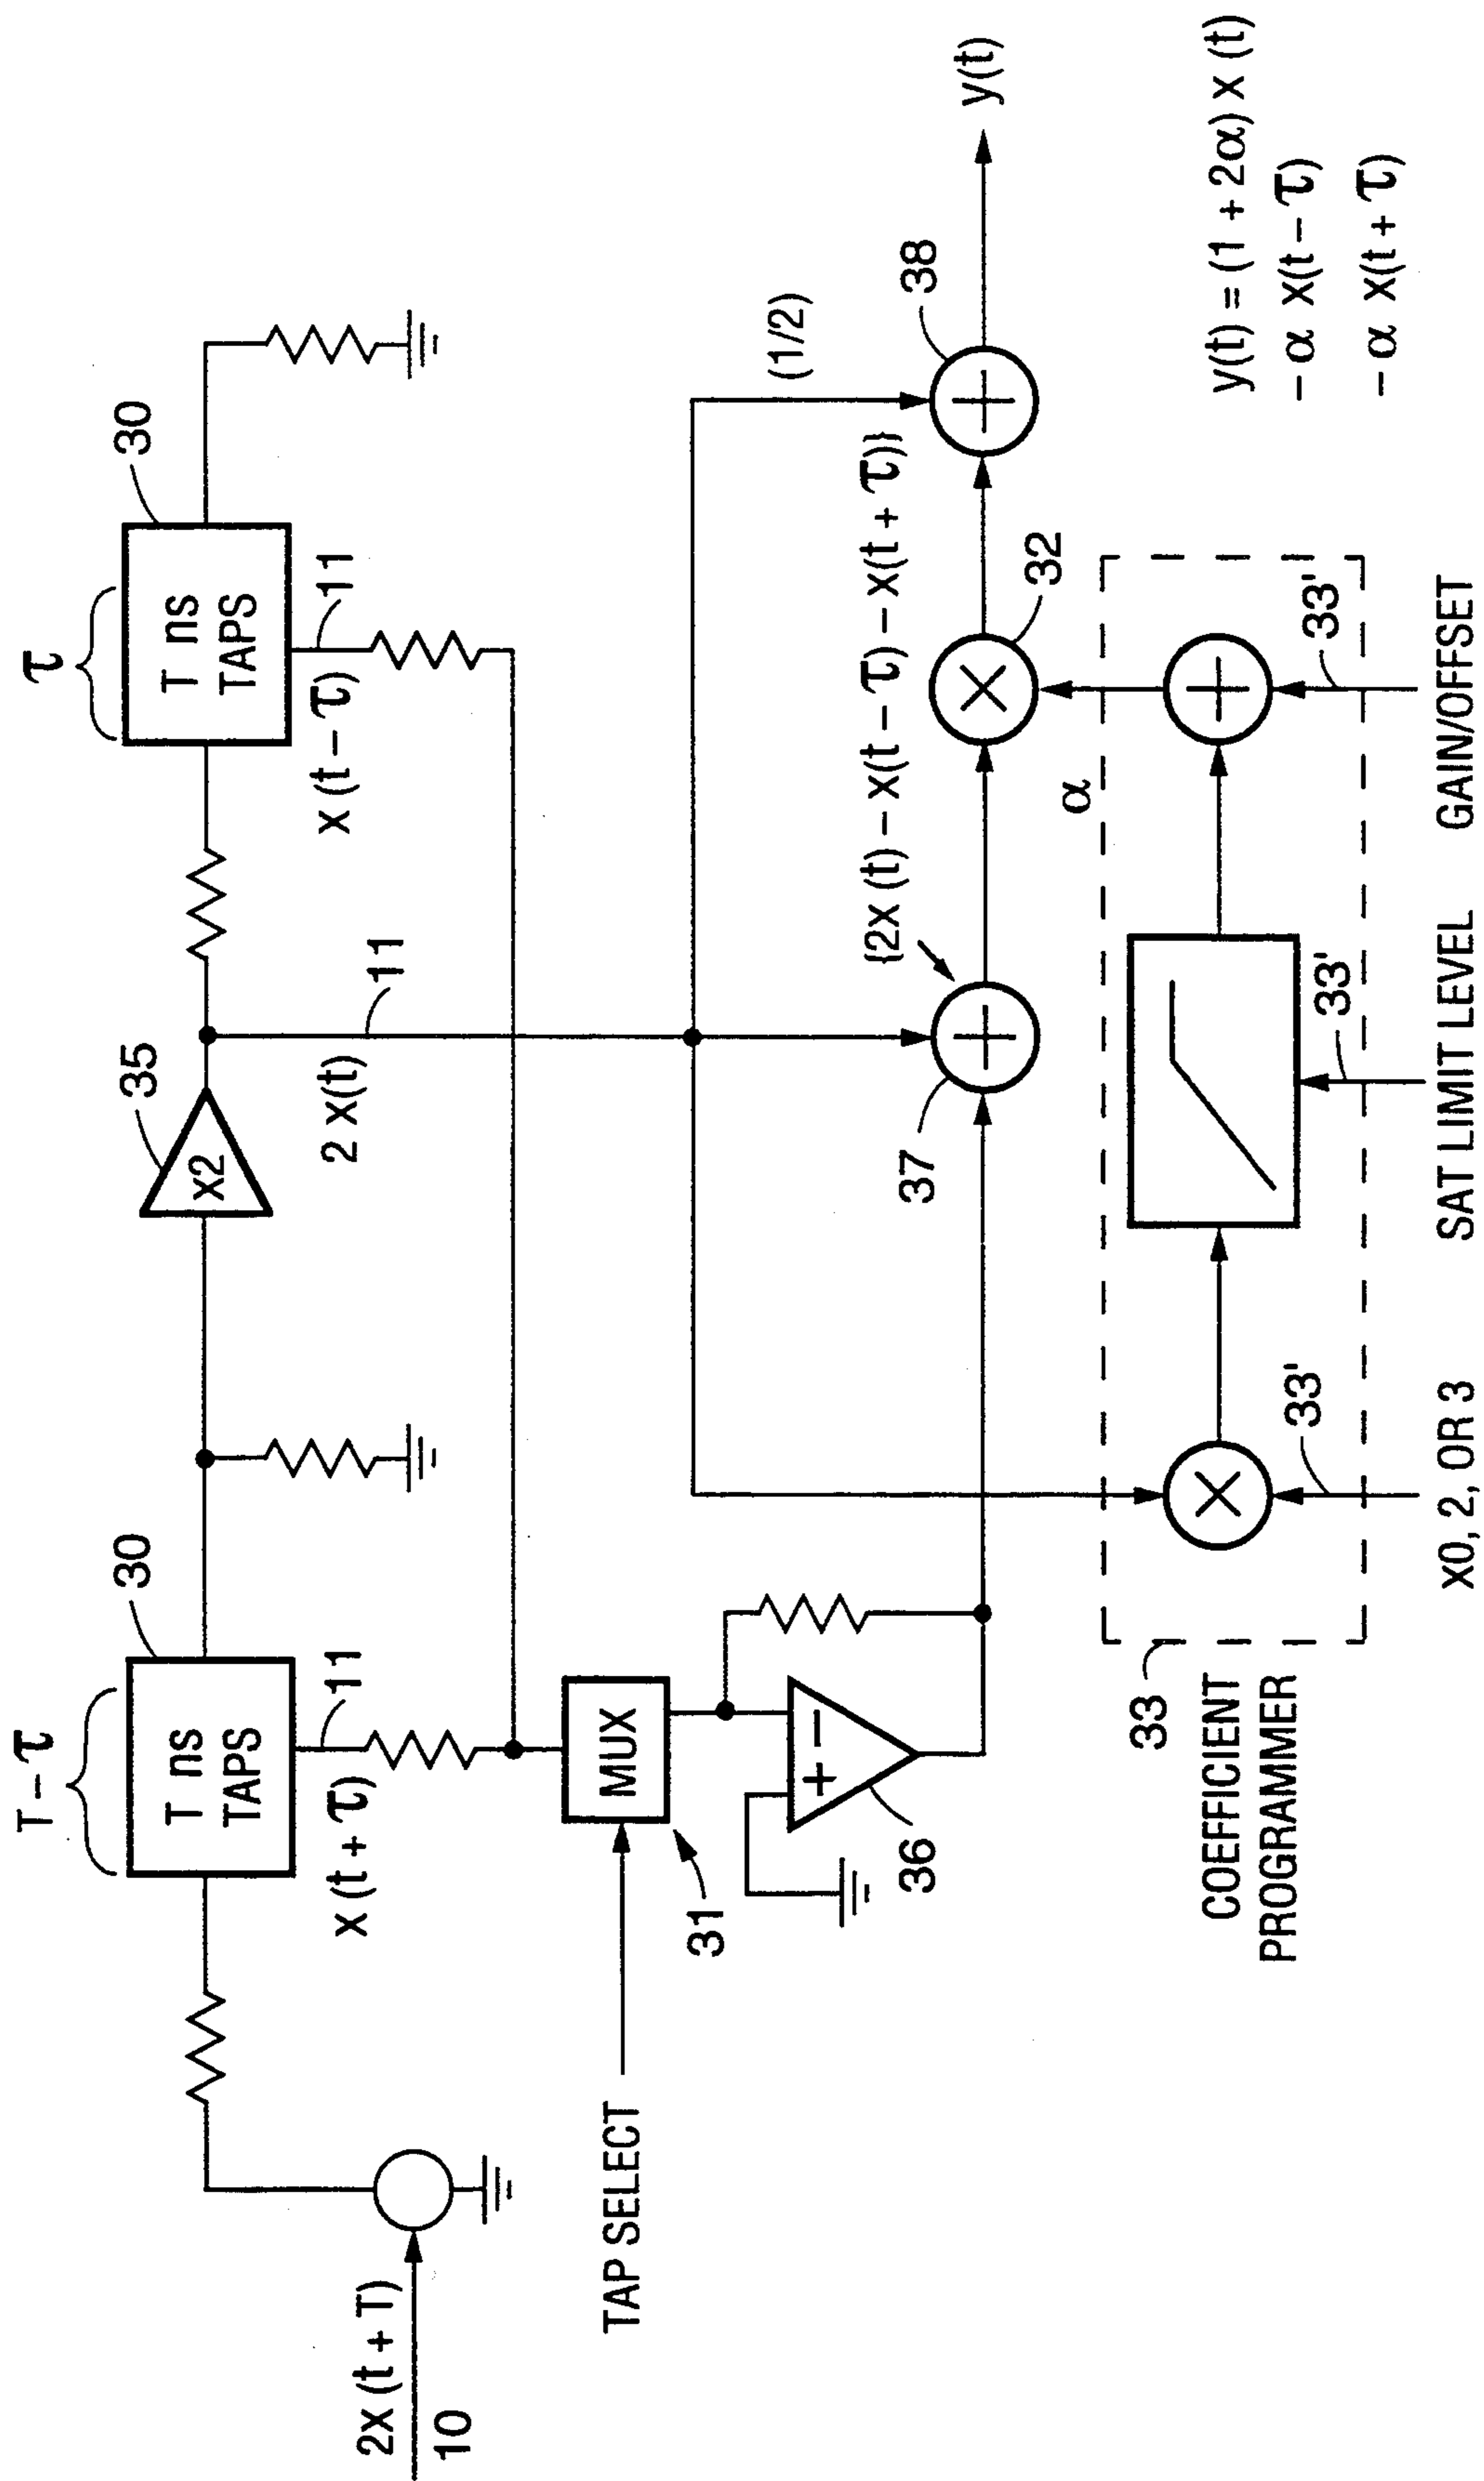 τ
T – τ
30
35
30
T ns
TAPS
x2
T ns
TAPS
11
11
11
x (t + τ)
2 x(t)
x (t – τ)
2x (t + T)
10
TAP SELECT
MUX
31
36
(1/2)
37
38
{2x (t) – x(t – τ) – x(t + τ)}
32
y(t)
α
33
COEFFICIENT
PROGRAMMER
33'
33'
33'
X0, 2, OR 3
SAT LIMIT LEVEL
GAIN/OFFSET
y(t) = (1 + 2α) x (t)
– α x(t – τ)
– α x(t + τ)